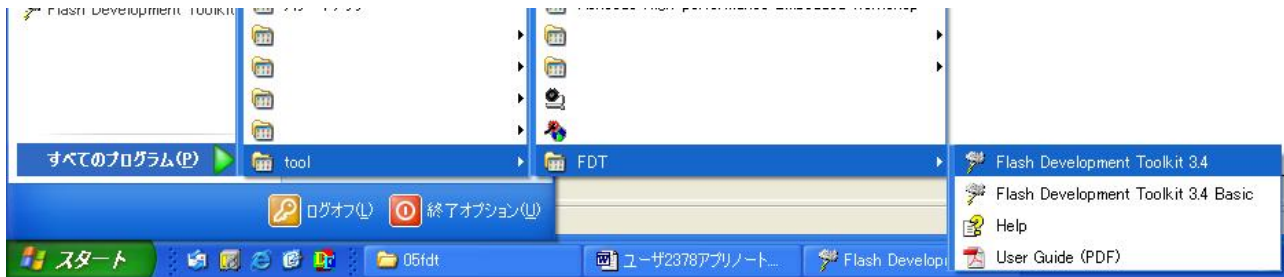 Flash Development Toolkit
Renesas High-performance Embedded Workshop
すべてのプログラム(P)
tool
FDT
Flash Development Toolkit 3.4
Flash Development Toolkit 3.4 Basic
Help
User Guide (PDF)
ログオフ(L)
終了オプション(U)
スタート
05fdt
ユーザ2378アプリノート...
Flash Develop